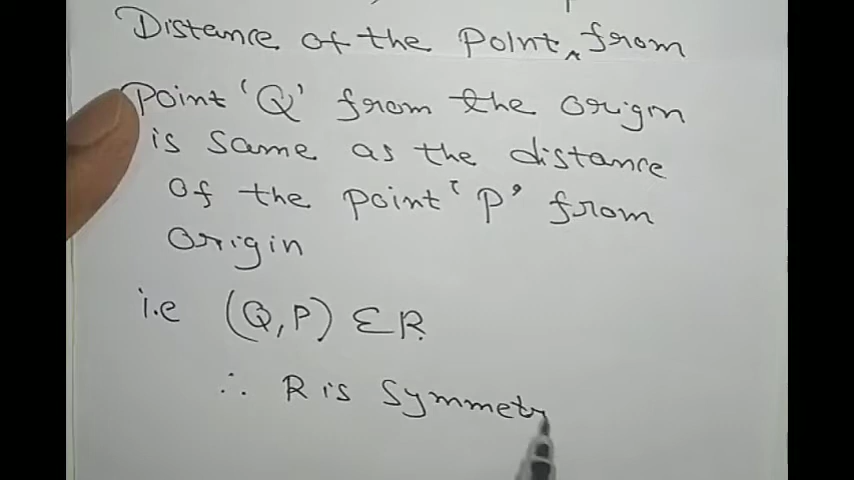 Distance of the point ^ from
Point 'Q' from the origin
is same as the distance
of the point 'P' from
origin
i.e (Q,P) ∈ R
∴ R is symmetr